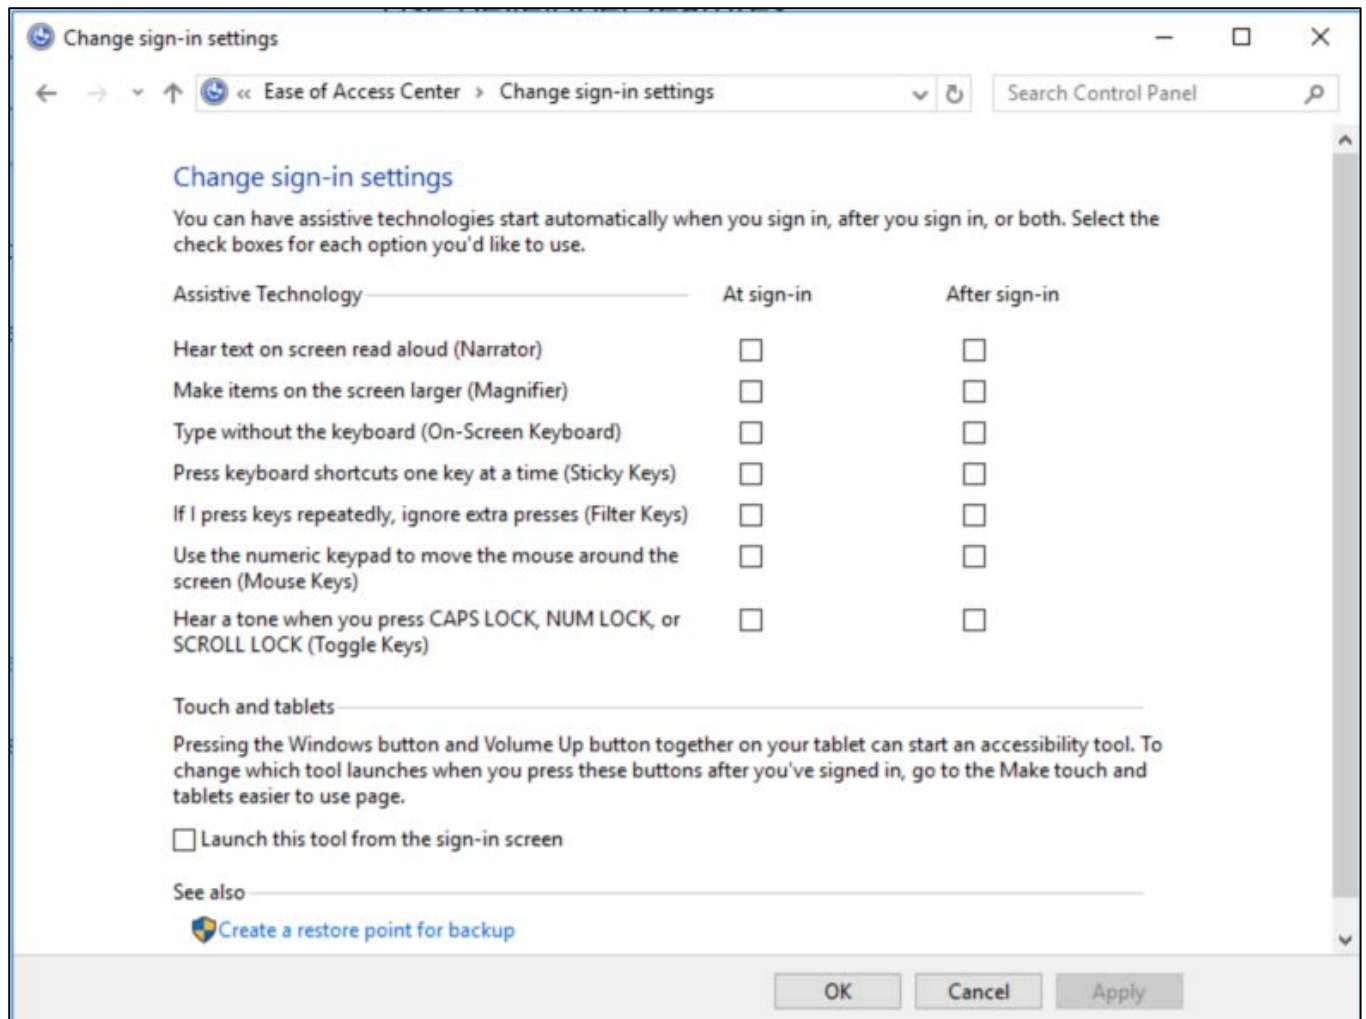 Change sign-in settings
« Ease of Access Center › Change sign-in settings
Search Control Panel
Change sign-in settings
You can have assistive technologies start automatically when you sign in, after you sign in, or both. Select the
check boxes for each option you'd like to use.
Assistive Technology At sign-in After sign-in
Hear text on screen read aloud (Narrator)
Make items on the screen larger (Magnifier)
Type without the keyboard (On-Screen Keyboard)
Press keyboard shortcuts one key at a time (Sticky Keys)
If I press keys repeatedly, ignore extra presses (Filter Keys)
Use the numeric keypad to move the mouse around the
screen (Mouse Keys)
Hear a tone when you press CAPS LOCK, NUM LOCK, or
SCROLL LOCK (Toggle Keys)
Touch and tablets
Pressing the Windows button and Volume Up button together on your tablet can start an accessibility tool. To
change which tool launches when you press these buttons after you've signed in, go to the Make touch and
tablets easier to use page.
Launch this tool from the sign-in screen
See also
Create a restore point for backup
OK Cancel Apply